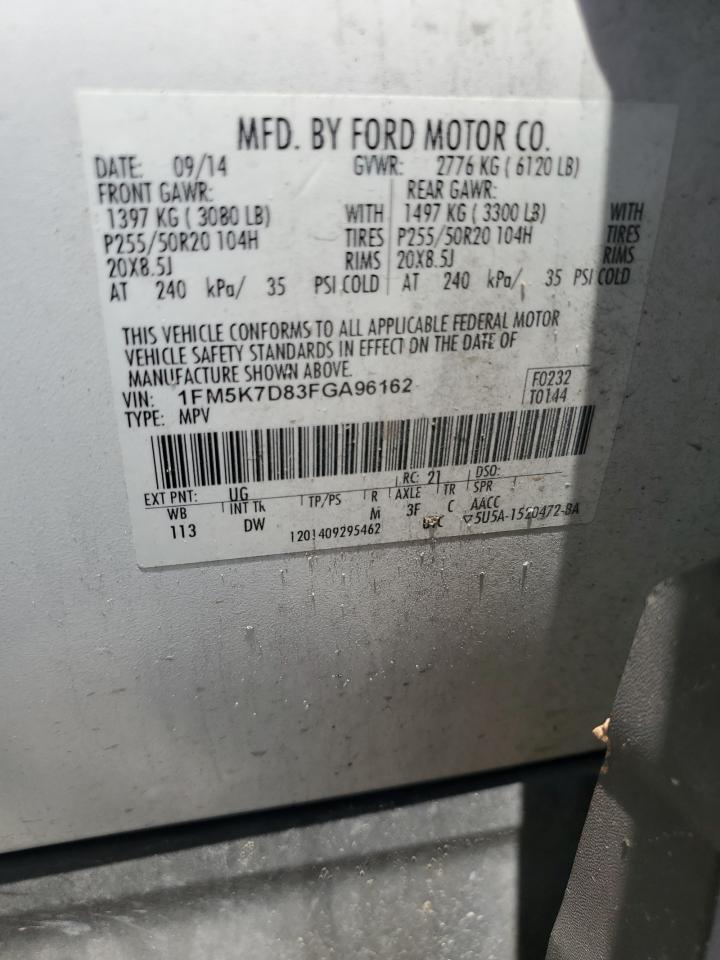 MFD. BY FORD MOTOR CO.
DATE: 09/14 GVWR: 2776 KG ( 6120 LB)
FRONT GAWR: REAR GAWR:
1397 KG ( 3080 LB) WITH 1497 KG ( 3300 LB) WITH
P255/50R20 104H TIRES P255/50R20 104H TIRES
20X8.5J RIMS 20X8.5J RIMS
AT 240 kPa/ 35 PSI COLD AT 240 kPa/ 35 PSI COLD
THIS VEHICLE CONFORMS TO ALL APPLICABLE FEDERAL MOTOR
VEHICLE SAFETY STANDARDS IN EFFECT ON THE DATE OF
MANUFACTURE SHOWN ABOVE.
VIN: 1FM5K7D83FGA96162 F0232
TYPE: MPV T0144
EXT PNT: UG RC: 21 DSO:
WB INT TR TP/PS R AXLE TR SPR
113 DW M 3F C AACC
1201409295462 UTC ▽5U5A-1520472-BA